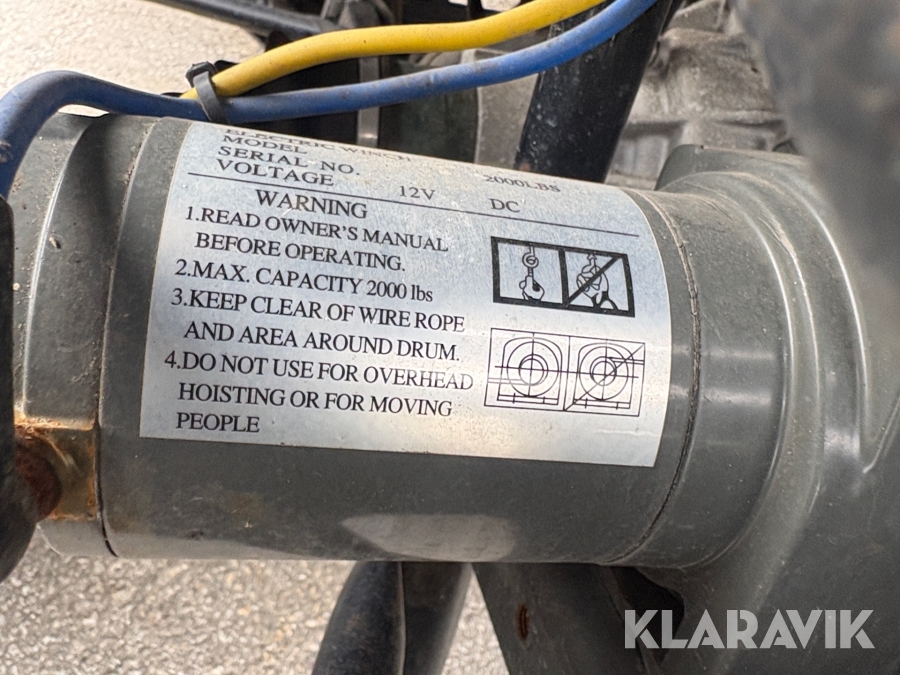 ELECTRIC WINCH
MODEL 2000LBS
SERIAL NO.
VOLTAGE 12V DC
WARNING
1.READ OWNER'S MANUAL
BEFORE OPERATING.
2.MAX. CAPACITY 2000 lbs
3.KEEP CLEAR OF WIRE ROPE
AND AREA AROUND DRUM.
4.DO NOT USE FOR OVERHEAD
HOISTING OR FOR MOVING
PEOPLE
KLARAVIK